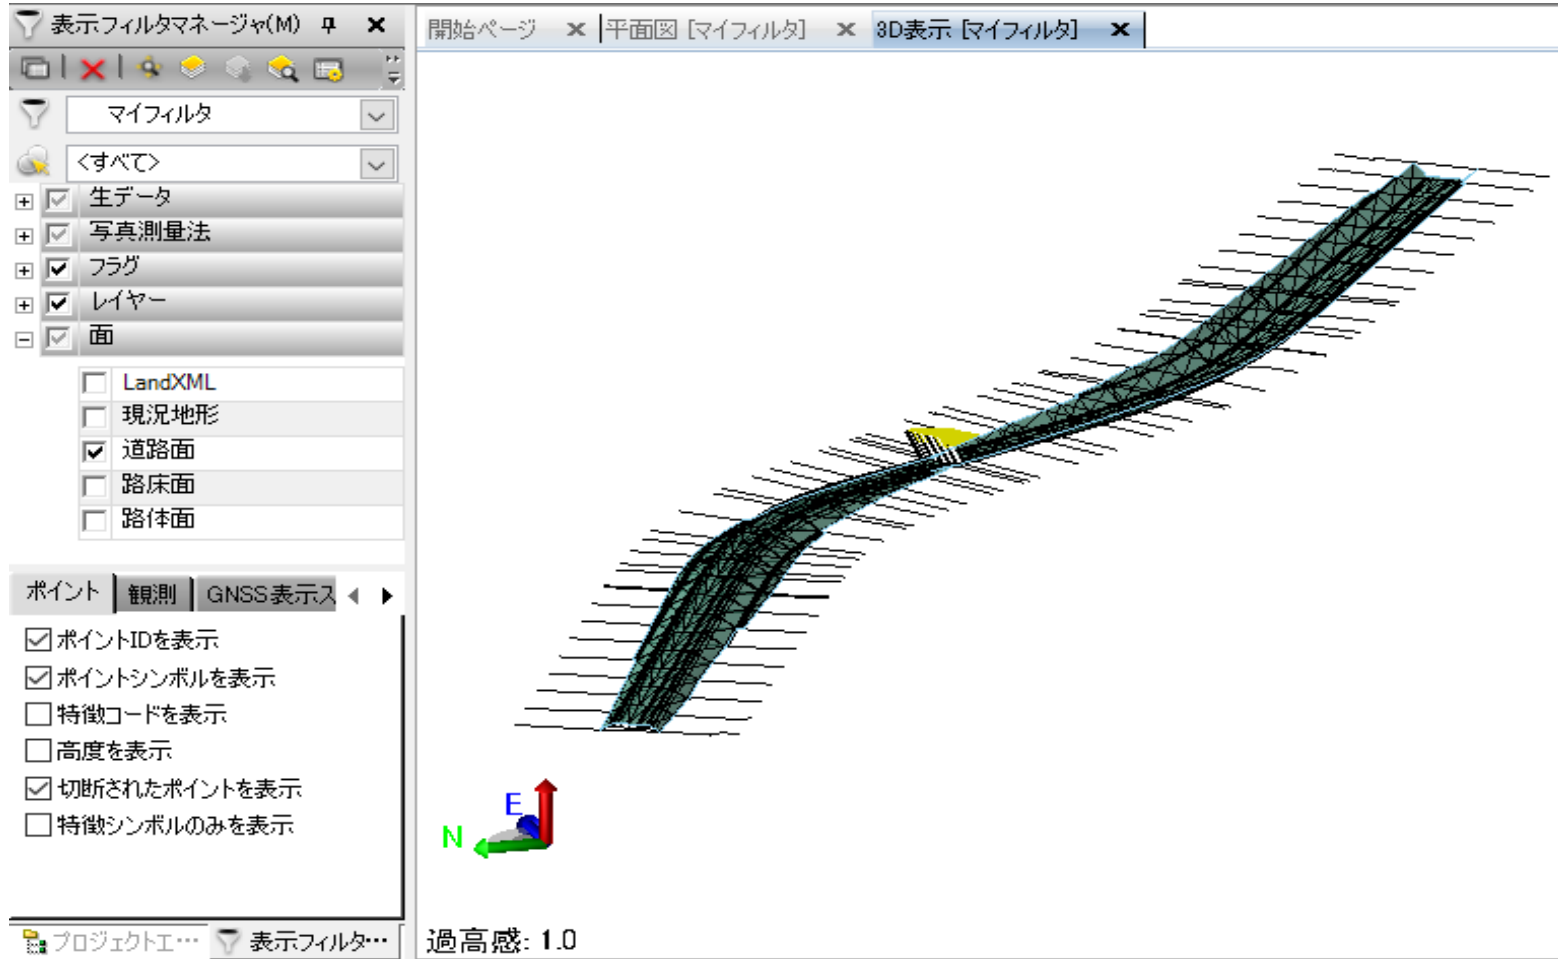 表示フィルタマネージャ(M)
開始ページ
平面図 [マイフィルタ]
3D表示 [マイフィルタ]
マイフィルタ
<すべて>
生データ
写真測量法
フラグ
レイヤー
面
LandXML
現況地形
道路面
路床面
路体面
ポイント
観測
GNSS表示ス
ポイントIDを表示
ポイントシンボルを表示
特徴コードを表示
高度を表示
切断されたポイントを表示
特徴シンボルのみを表示
E
N
プロジェクトエ…
表示フィルタ…
過高感: 1.0